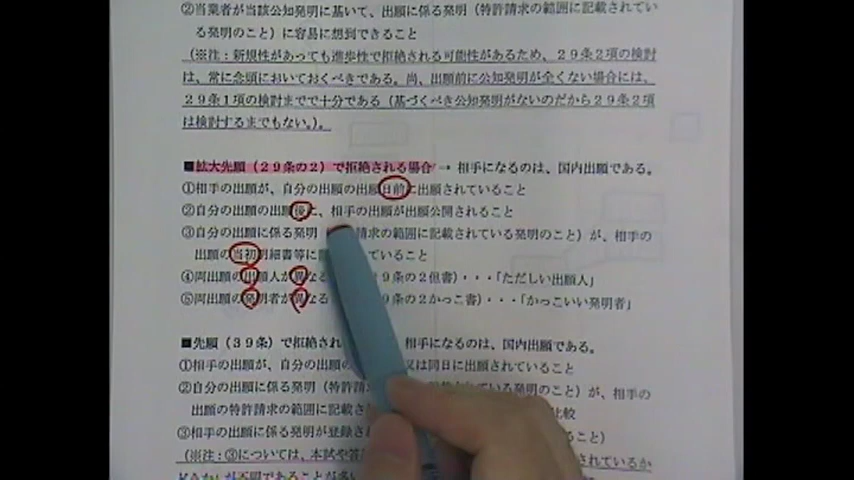 ②当業者が当該公知発明に基いて、出願に係る発明（特許請求の範囲に記載されてい
る発明のこと）に容易に想到できること
（※注：新規性があっても進歩性で拒絶される可能性があるため、２９条２項の検討
は、常に念頭においておくべきである。尚、出願前に公知発明が全くない場合には、
２９条１項の検討までで十分である（基づくべき公知発明がないのだから２９条２項
は検討するまでもない。）。
■拡大先願（２９条の２）で拒絶される場合 → 相手になるのは、国内出願である。
①相手の出願が、自分の出願の出願日前に出願されていること
②自分の出願の出願後に、相手の出願が出願公開されること
③自分の出願に係る発明 請求の範囲に記載されている発明のこと）が、相手の
出願の当初明細書等に ていること
④両出願の出願人が異なる ９条の２但書）・・・「ただしい出願人」
⑤両出願の発明者が異なる ９条の２かっこ書）・・・「かっこいい発明者」
■先願（３９条）で拒絶され 相手になるのは、国内出願である。
①相手の出願が、自分の出願の 又は同日に出願されていること
②自分の出願に係る発明（特許 されている発明のこと）が、相手の
出願の特許請求の範囲に記載さ 比較
③相手の出願に係る発明が登録さ こと）
（※注：③については、本試や答 されているか